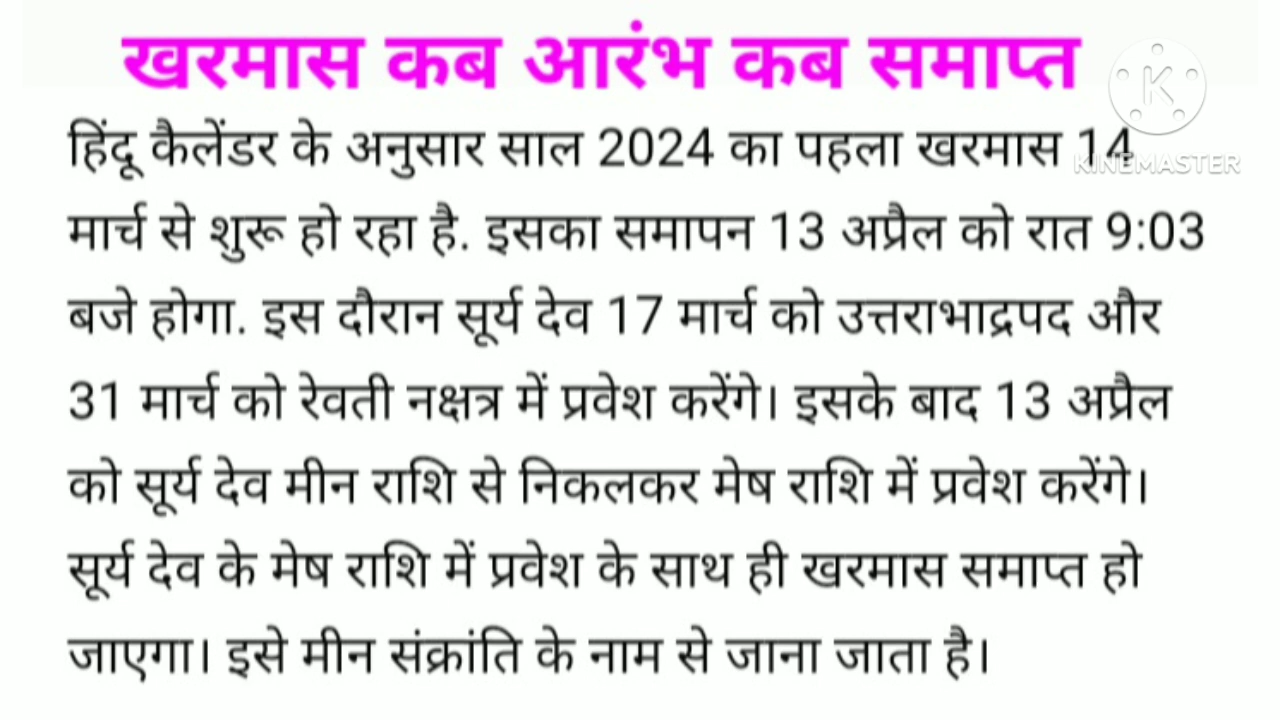 खरमास कब आरंभ कब समाप्त
हिंदू कैलेंडर के अनुसार साल 2024 का पहला खरमास 14
KINEMASTER
मार्च से शुरू हो रहा है. इसका समापन 13 अप्रैल को रात 9:03
बजे होगा. इस दौरान सूर्य देव 17 मार्च को उत्तराभाद्रपद और
31 मार्च को रेवती नक्षत्र में प्रवेश करेंगे। इसके बाद 13 अप्रैल
को सूर्य देव मीन राशि से निकलकर मेष राशि में प्रवेश करेंगे।
सूर्य देव के मेष राशि में प्रवेश के साथ ही खरमास समाप्त हो
जाएगा। इसे मीन संक्रांति के नाम से जाना जाता है।